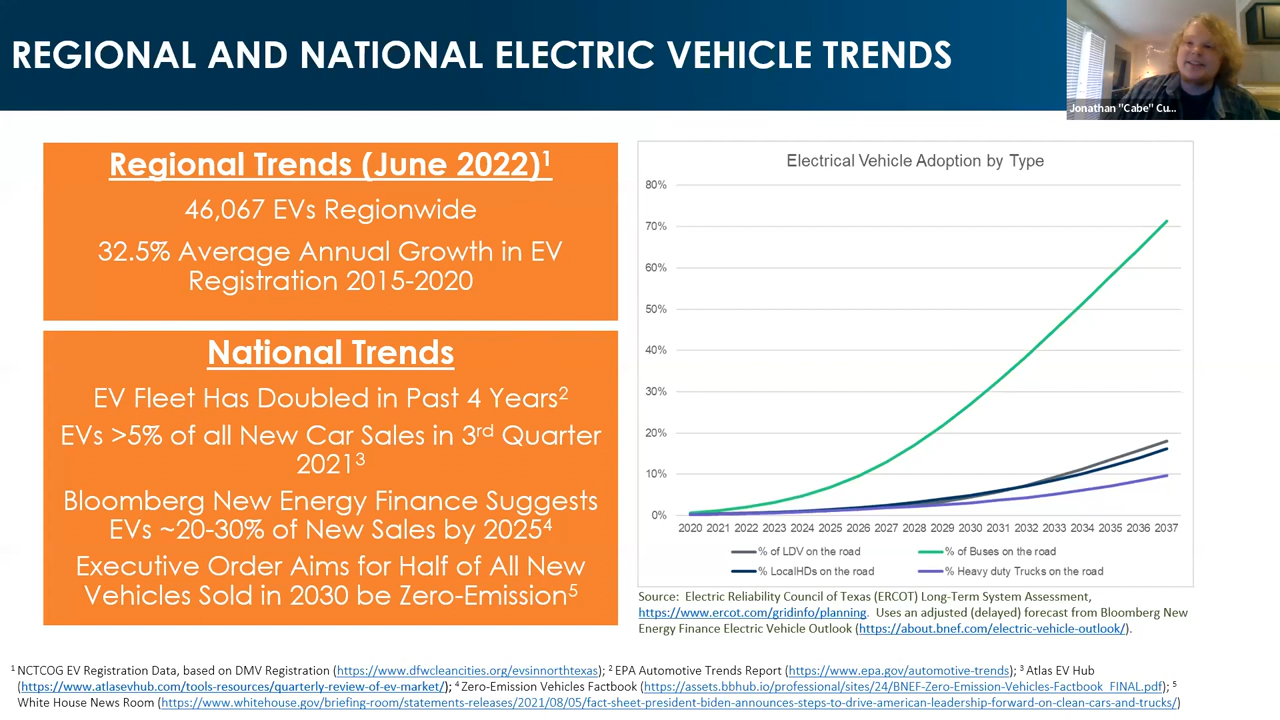 REGIONAL AND NATIONAL ELECTRIC VEHICLE TRENDS
Jonathan "Cabe" Cu...
Regional Trends (June 2022)¹
46,067 EVs Regionwide
32.5% Average Annual Growth in EV
Registration 2015-2020
National Trends
EV Fleet Has Doubled in Past 4 Years²
EVs >5% of all New Car Sales in 3rd Quarter
2021³
Bloomberg New Energy Finance Suggests
EVs ~20-30% of New Sales by 2025⁴
Executive Order Aims for Half of All New
Vehicles Sold in 2030 be Zero-Emission⁵
Electrical Vehicle Adoption by Type
80%
70%
60%
50%
40%
30%
20%
10%
0%
2020 2021 2022 2023 2024 2025 2026 2027 2028 2029 2030 2031 2032 2033 2034 2035 2036 2037
% of LDV on the road
% of Buses on the road
% LocalHDs on the road
% Heavy duty Trucks on the road
Source: Electric Reliability Council of Texas (ERCOT) Long-Term System Assessment,
https://www.ercot.com/gridinfo/planning. Uses an adjusted (delayed) forecast from Bloomberg New
Energy Finance Electric Vehicle Outlook (https://about.bnef.com/electric-vehicle-outlook/).
¹ NCTCOG EV Registration Data, based on DMV Registration (https://www.dfwcleancities.org/evsinnorthtexas); ² EPA Automotive Trends Report (https://www.epa.gov/automotive-trends); ³ Atlas EV Hub
(https://www.atlasevhub.com/tools-resources/quarterly-review-of-ev-market/); ⁴ Zero-Emission Vehicles Factbook (https://assets.bbhub.io/professional/sites/24/BNEF-Zero-Emission-Vehicles-Factbook_FINAL.pdf); ⁵
White House News Room (https://www.whitehouse.gov/briefing-room/statements-releases/2021/08/05/fact-sheet-president-biden-announces-steps-to-drive-american-leadership-forward-on-clean-cars-and-trucks/)